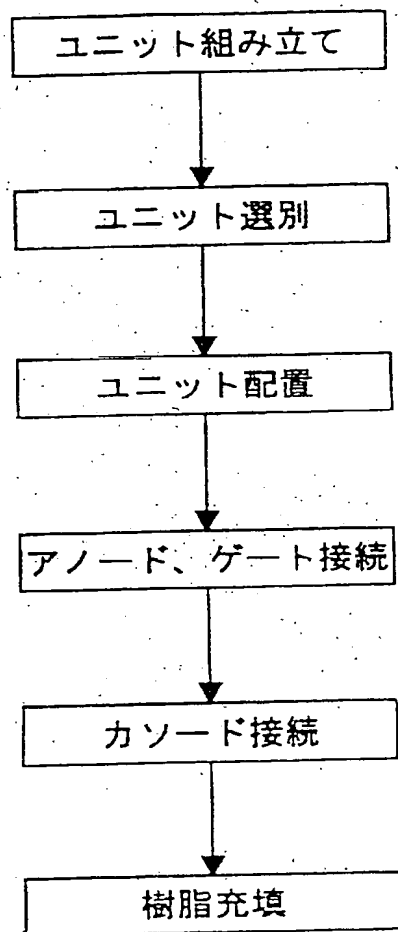 ユニット組み立て
ユニット選別
ユニット配置
アノード、ゲート接続
カソード接続
樹脂充填